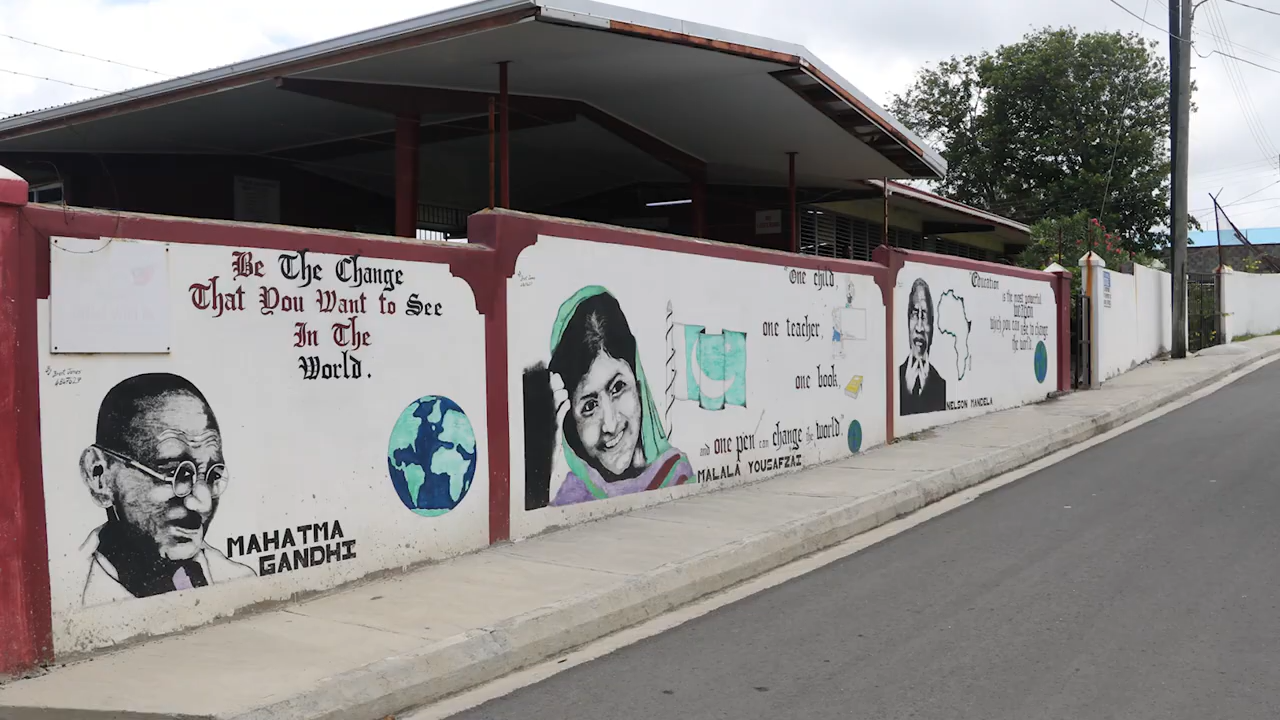 Be The Change
That You Want to See
In The
World.
MAHATMA
GANDHI
"One child,
one teacher,
one book,
and one pen can change the world"
MALALA YOUSAFZAI
"Education
is the most powerful
weapon
which you can use to change
the world.
NELSON MANDELA